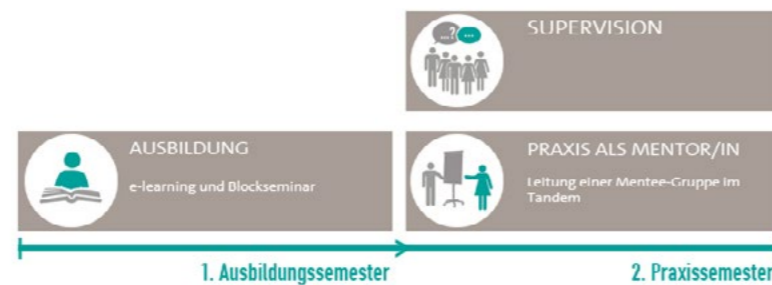 ...? ...
SUPERVISION
AUSBILDUNG
e-learning und Blockseminar
PRAXIS ALS MENTOR/IN
Leitung einer Mentee-Gruppe im
Tandem
1. Ausbildungssemester
2. Praxissemester